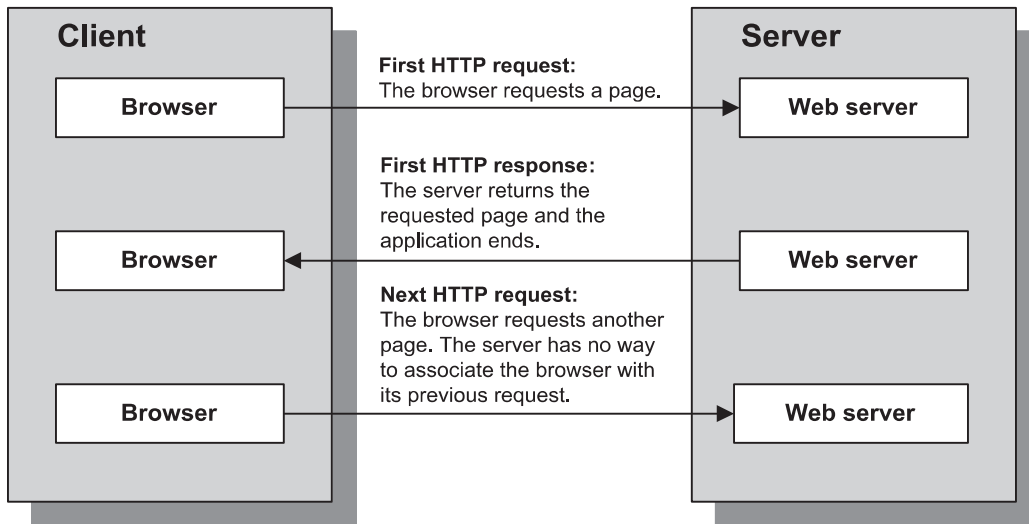 Client
Server
First HTTP request:
The browser requests a page.
Browser
Web server
First HTTP response:
The server returns the
requested page and the
application ends.
Browser
Web server
Next HTTP request:
The browser requests another
page. The server has no way
to associate the browser with
its previous request.
Browser
Web server